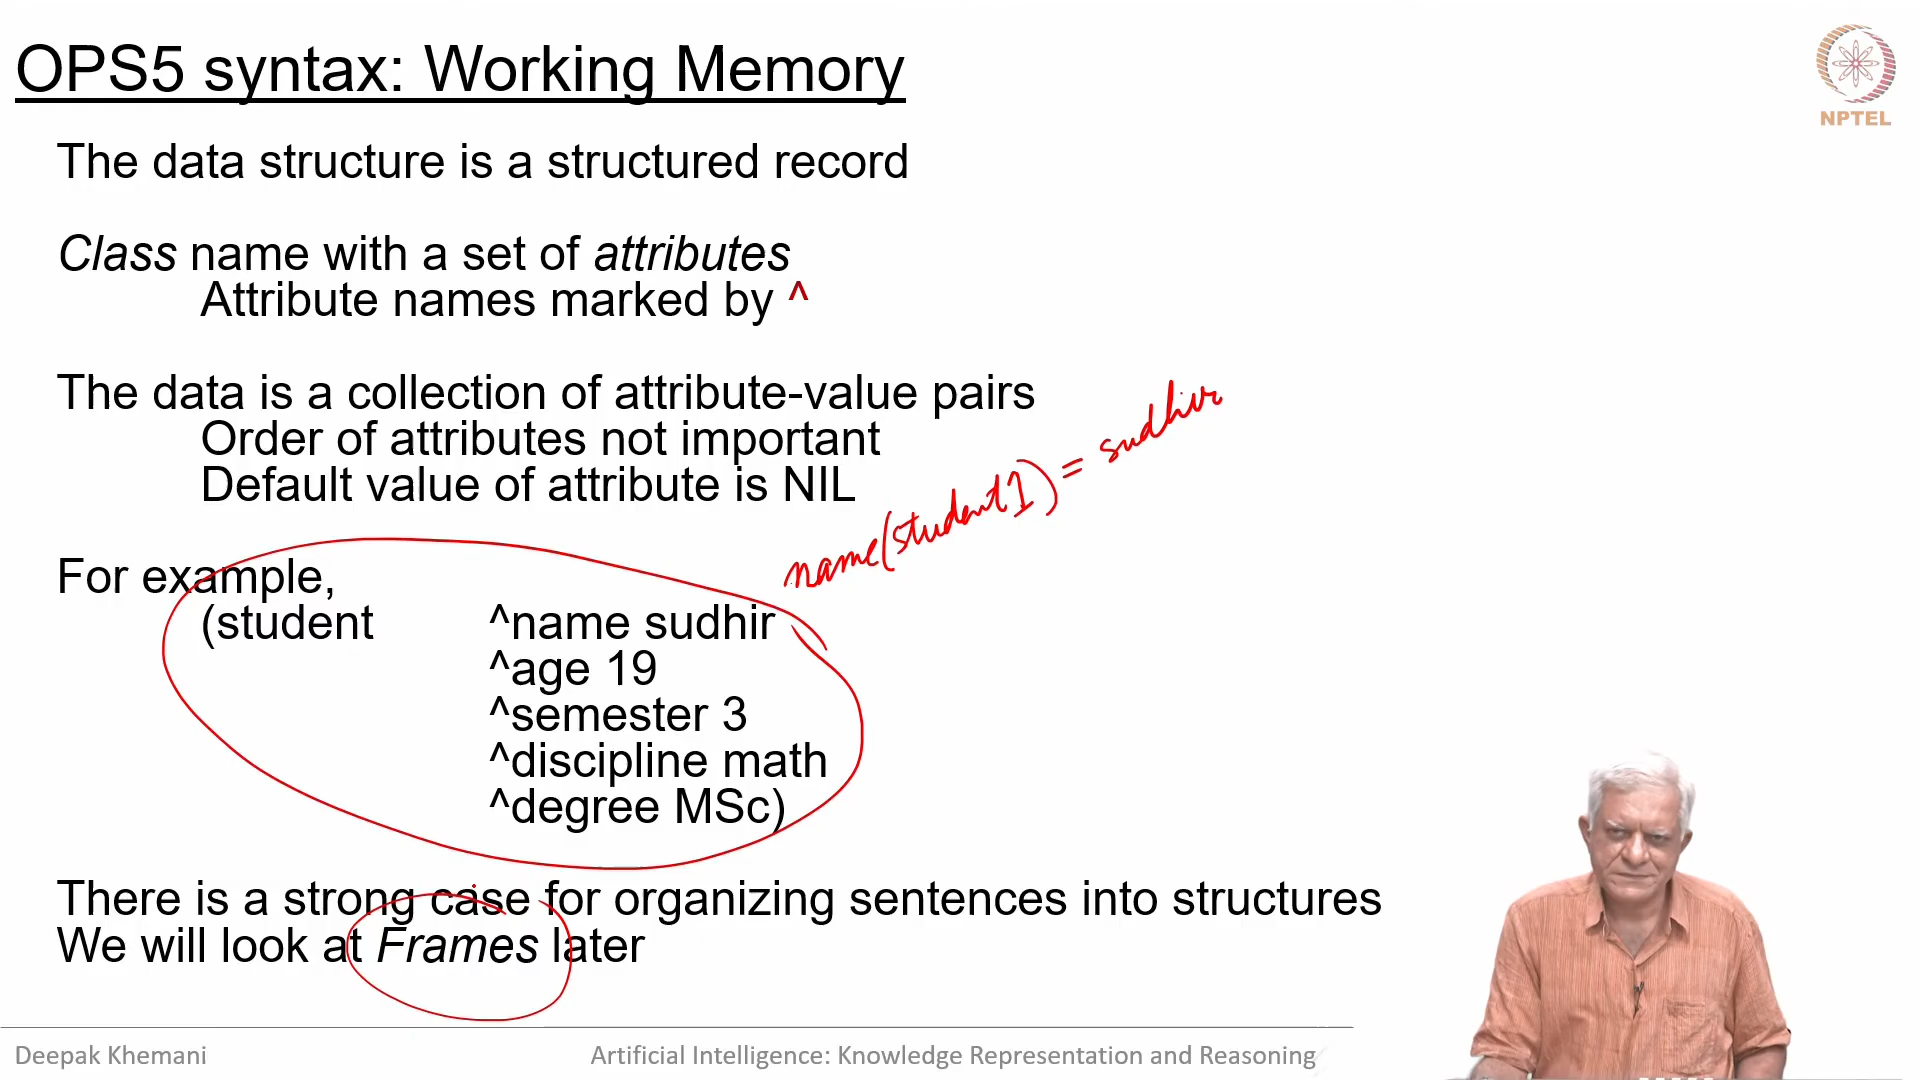 OPS5 syntax: Working Memory
NPTEL
The data structure is a structured record
Class name with a set of attributes
Attribute names marked by ^
The data is a collection of attribute-value pairs
Order of attributes not important
Default value of attribute is NIL
name(student1) = sudhir
For example,
(student ^name sudhir
^age 19
^semester 3
^discipline math
^degree MSc)
There is a strong case for organizing sentences into structures
We will look at Frames later
Deepak Khemani
Artificial Intelligence: Knowledge Representation and Reasoning